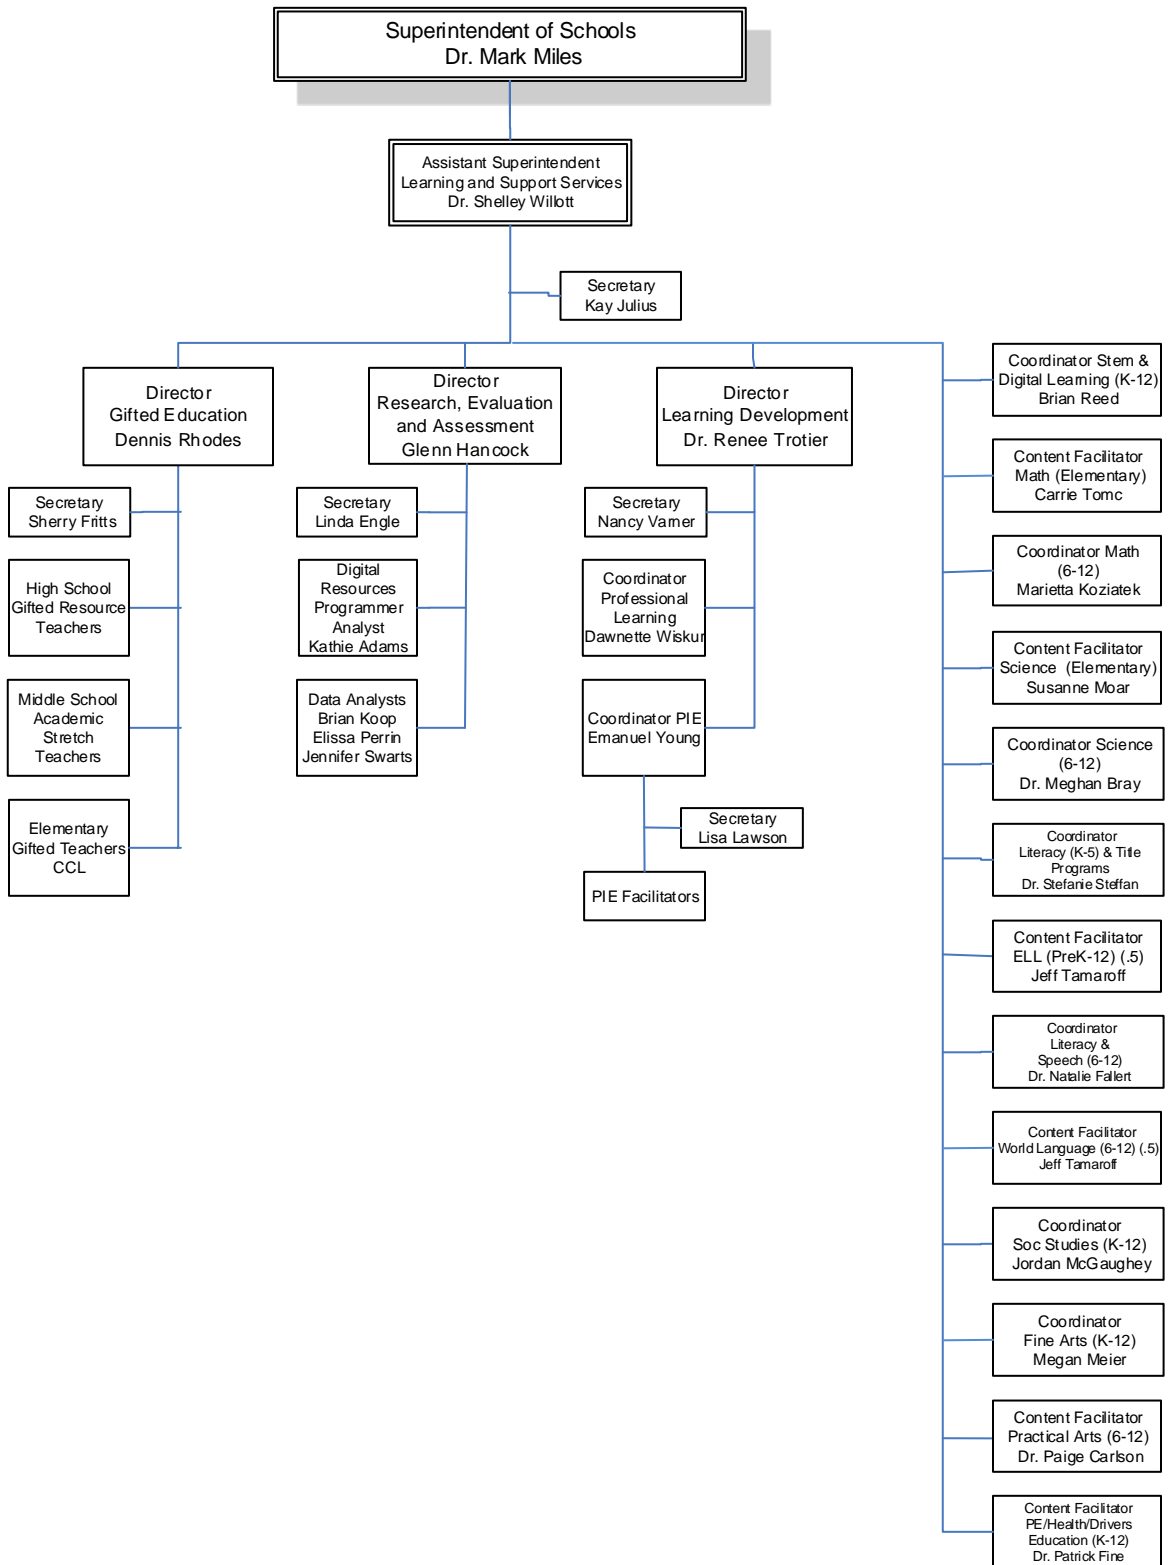 Superintendent of Schools
Dr. Mark Miles
Assistant Superintendent
Learning and Support Services
Dr. Shelley Willott
Secretary
Kay Julius
Director
Gifted Education
Dennis Rhodes
Secretary
Sherry Fritts
High School
Gifted Resource
Teachers
Middle School
Academic
Stretch
Teachers
Elementary
Gifted Teachers
CCL
Director
Research, Evaluation
and Assessment
Glenn Hancock
Secretary
Linda Engle
Digital
Resources
Programmer
Analyst
Kathie Adams
Data Analysts
Brian Koop
Elissa Perrin
Jennifer Swarts
Director
Learning Development
Dr. Renee Trotier
Secretary
Nancy Varner
Coordinator
Professional
Learning
Dawnette Wiskur
Coordinator PIE
Emanuel Young
Secretary
Lisa Lawson
PIE Facilitators
Coordinator Stem &
Digital Learning (K-12)
Brian Reed
Content Facilitator
Math (Elementary)
Carrie Tomc
Coordinator Math
(6-12)
Marietta Koziatek
Content Facilitator
Science (Elementary)
Susanne Moar
Coordinator Science
(6-12)
Dr. Meghan Bray
Coordinator
Literacy (K-5) & Title
Programs
Dr. Stefanie Steffan
Content Facilitator
ELL (PreK-12) (.5)
Jeff Tamaroff
Coordinator
Literacy &
Speech (6-12)
Dr. Natalie Fallert
Content Facilitator
World Language (6-12) (.5)
Jeff Tamaroff
Coordinator
Soc Studies (K-12)
Jordan McGaughey
Coordinator
Fine Arts (K-12)
Megan Meier
Content Facilitator
Practical Arts (6-12)
Dr. Paige Carlson
Content Facilitator
PE/Health/Drivers
Education (K-12)
Dr. Patrick Fine